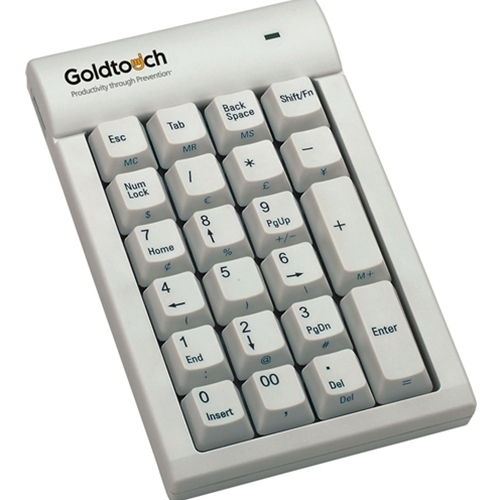 Goldtouch
Productivity through Prevention
Esc
MC
Tab
MR
Back
Space
MS
Shift/Fn
Num
Lock
$
/
€
*
£
−
¥
7
Home
¢
8
↑
%
9
PgUp
+/−
+
M+
4
←
(
5
)
6
→
\
1
End
:
2
↓
@
3
PgDn
#
Enter
=
0
Insert
00
,
.
Del
Del